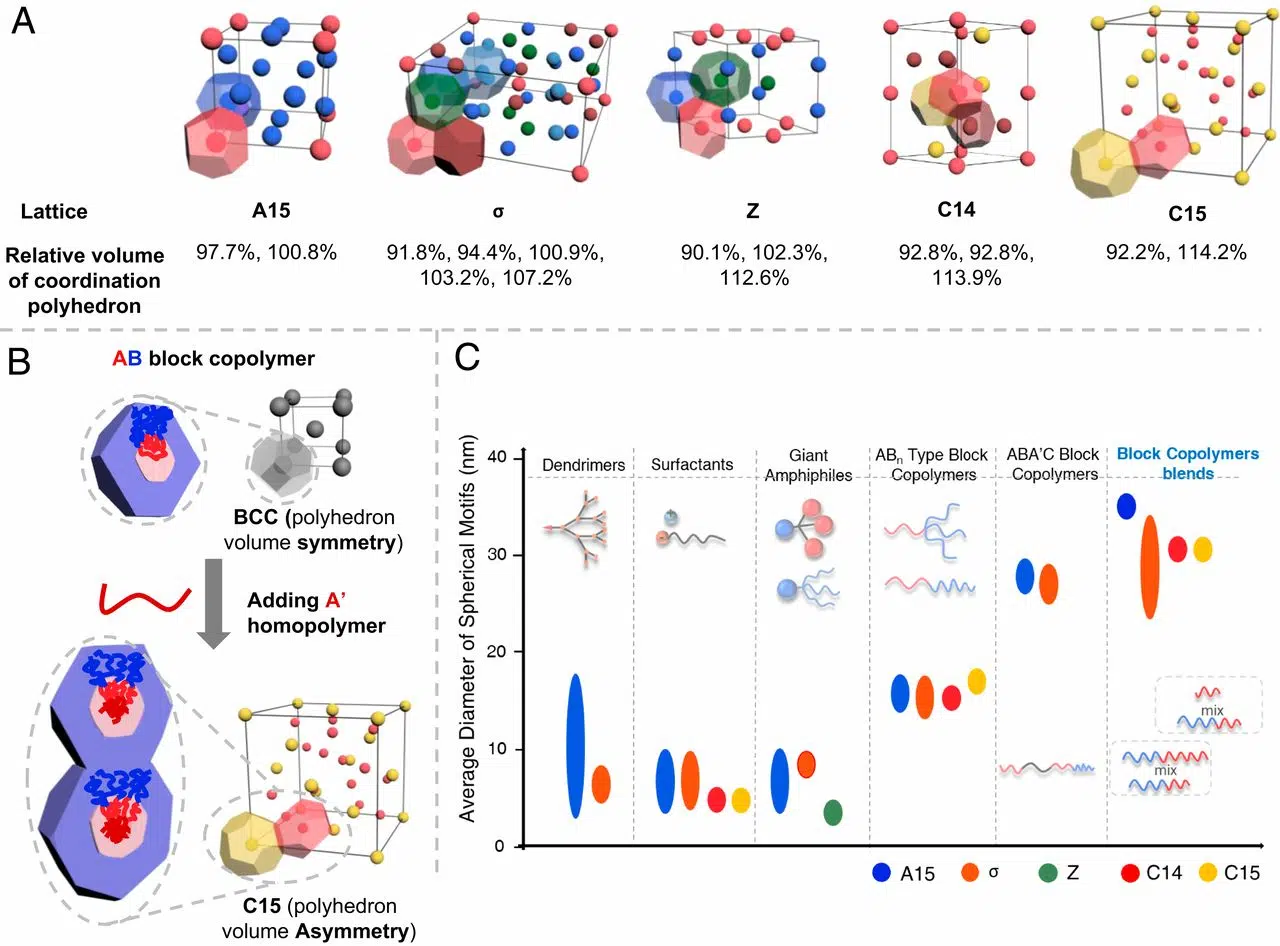 A
Lattice
A15
σ
Z
C14
C15
Relative volume
of coordination
polyhedron
97.7%, 100.8%
91.8%, 94.4%, 100.9%,
103.2%, 107.2%
90.1%, 102.3%,
112.6%
92.8%, 92.8%,
113.9%
92.2%, 114.2%
B
AB block copolymer
BCC (polyhedron
volume symmetry)
Adding A’
homopolymer
C15 (polyhedron
volume Asymmetry)
C
Average Diameter of Spherical Motifs (nm)
40
30
20
10
0
Dendrimers
Surfactants
Giant
Amphiphiles
ABn Type Block
Copolymers
ABA’C Block
Copolymers
Block Copolymers
blends
mix
mix
A15
σ
Z
C14
C15